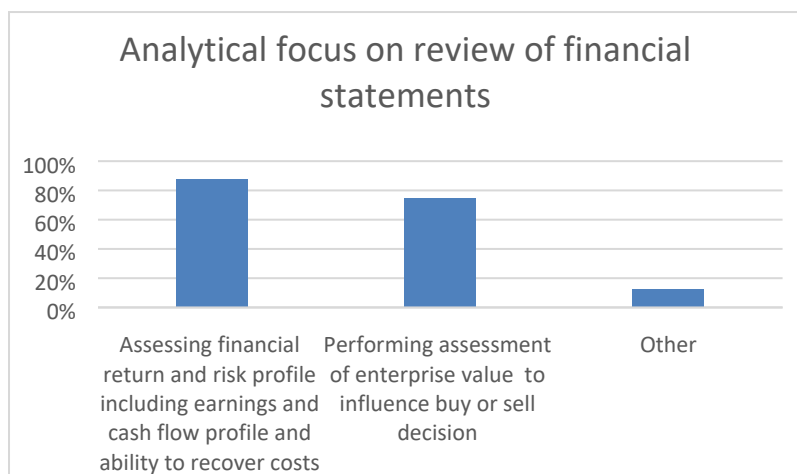 Analytical focus on review of financial
statements
100%
80%
60%
40%
20%
0%
Assessing financial
return and risk profile
including earnings and
cash flow profile and
ability to recover costs
Performing assessment
of enterprise value to
influence buy or sell
decision
Other